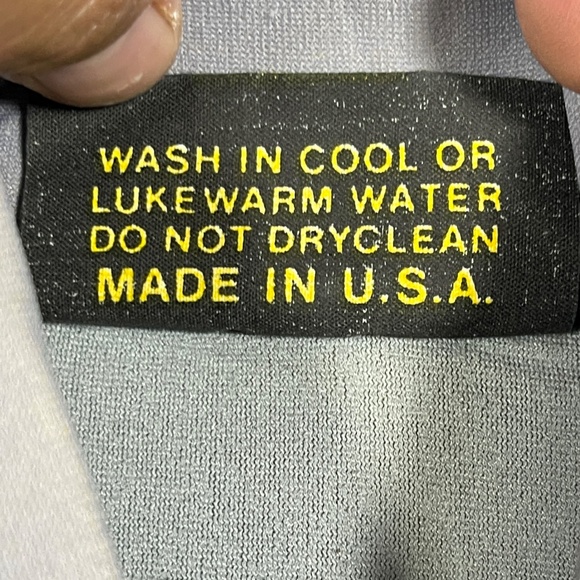 WASH IN COOL OR
LUKEWARM WATER
DO NOT DRYCLEAN
MADE IN U.S.A.